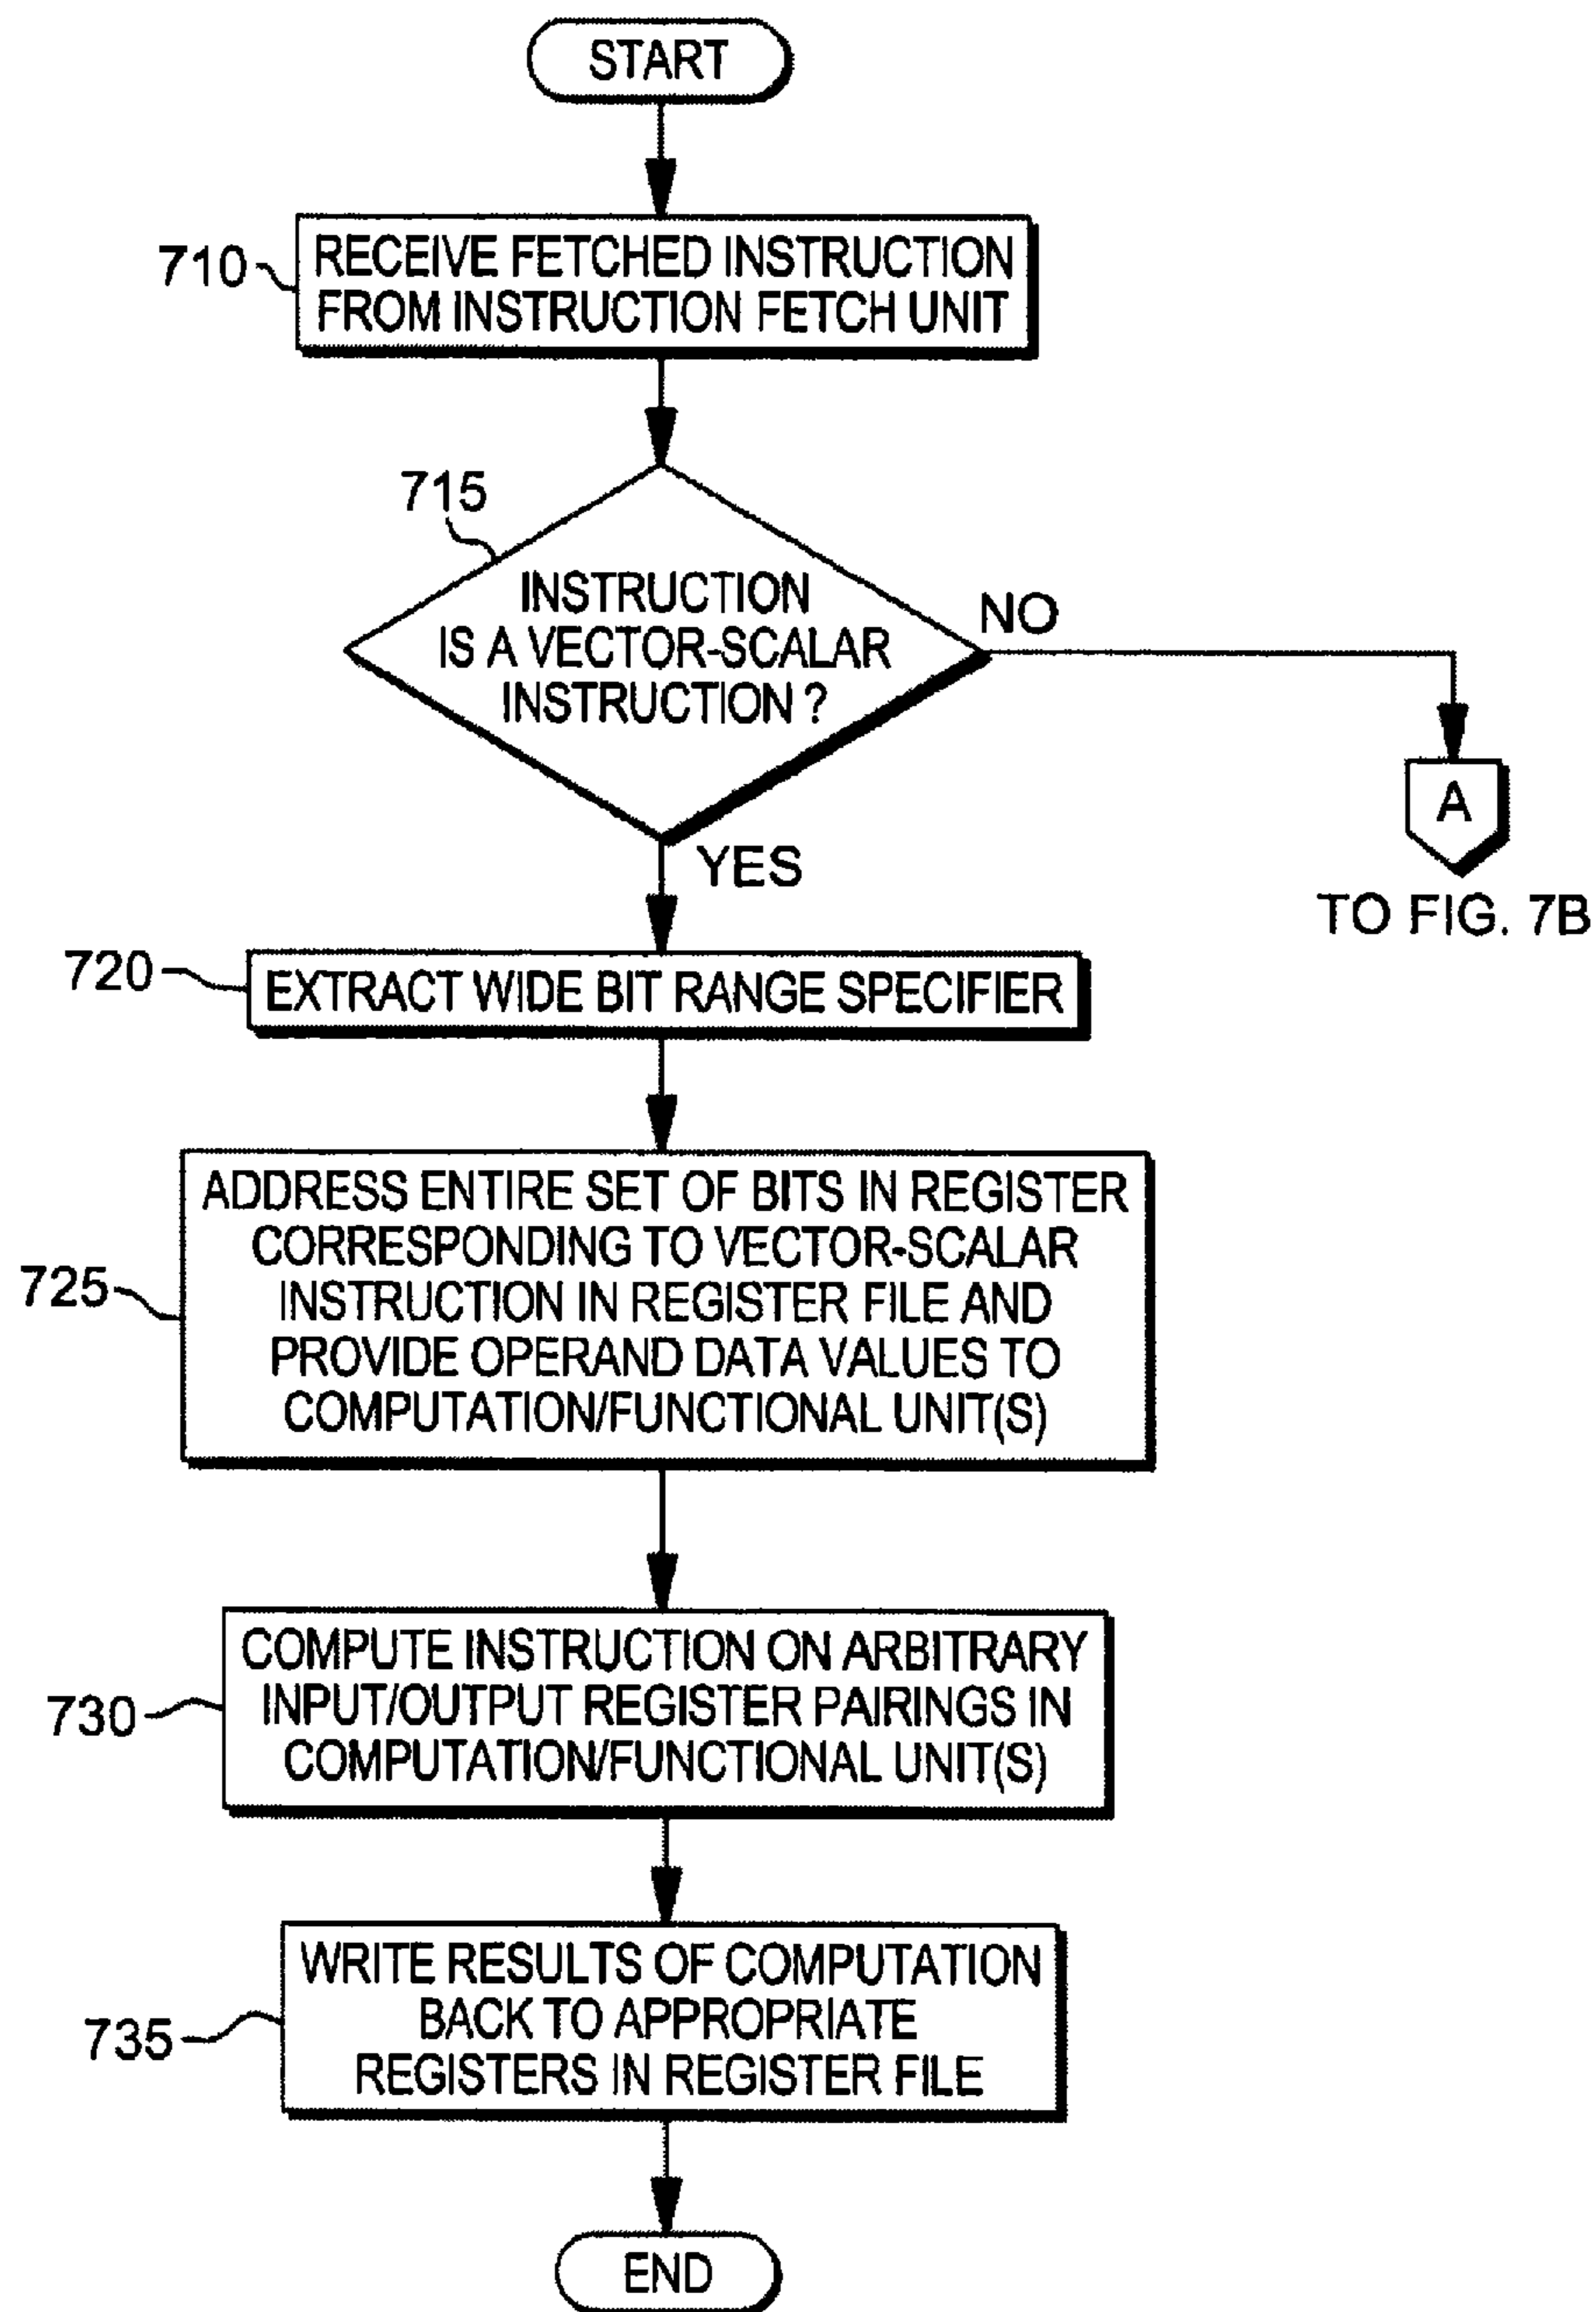 START
710
RECEIVE FETCHED INSTRUCTION
FROM INSTRUCTION FETCH UNIT
715
INSTRUCTION
IS A VECTOR-SCALAR
INSTRUCTION ?
NO
A
TO FIG. 7B
YES
720
EXTRACT WIDE BIT RANGE SPECIFIER
725
ADDRESS ENTIRE SET OF BITS IN REGISTER
CORRESPONDING TO VECTOR-SCALAR
INSTRUCTION IN REGISTER FILE AND
PROVIDE OPERAND DATA VALUES TO
COMPUTATION/FUNCTIONAL UNIT(S)
730
COMPUTE INSTRUCTION ON ARBITRARY
INPUT/OUTPUT REGISTER PAIRINGS IN
COMPUTATION/FUNCTIONAL UNIT(S)
735
WRITE RESULTS OF COMPUTATION
BACK TO APPROPRIATE
REGISTERS IN REGISTER FILE
END